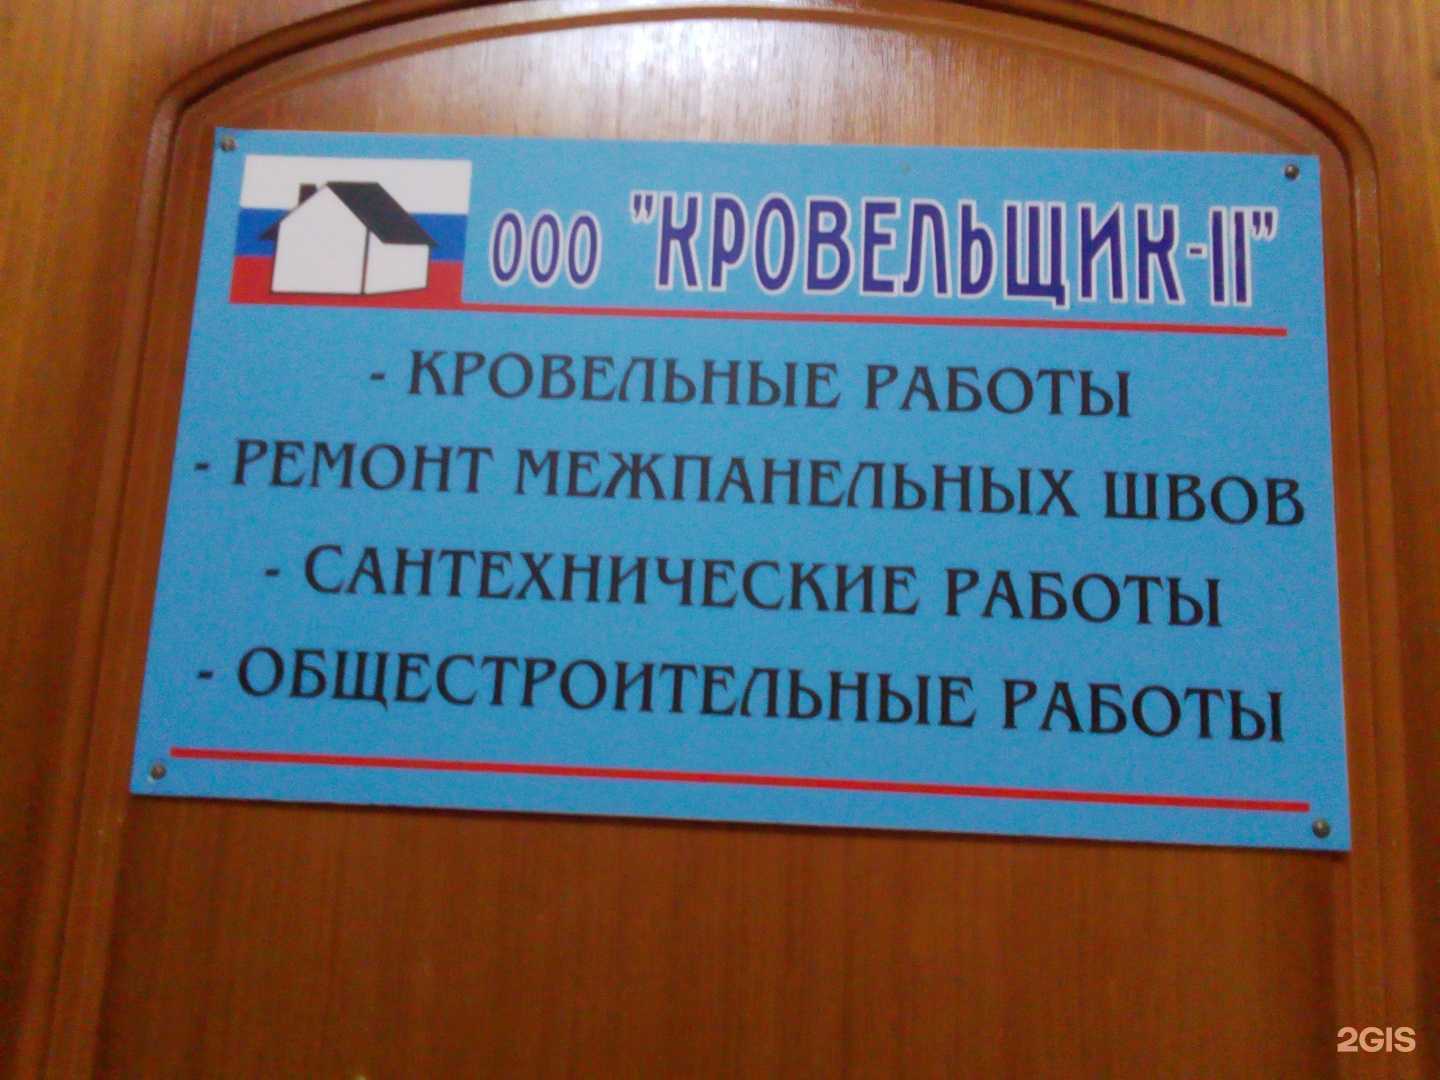 ООО "КРОВЕЛЬЩИК-II"
- КРОВЕЛЬНЫЕ РАБОТЫ
- РЕМОНТ МЕЖПАНЕЛЬНЫХ ШВОВ
- САНТЕХНИЧЕСКИЕ РАБОТЫ
- ОБЩЕСТРОИТЕЛЬНЫЕ РАБОТЫ
2GIS